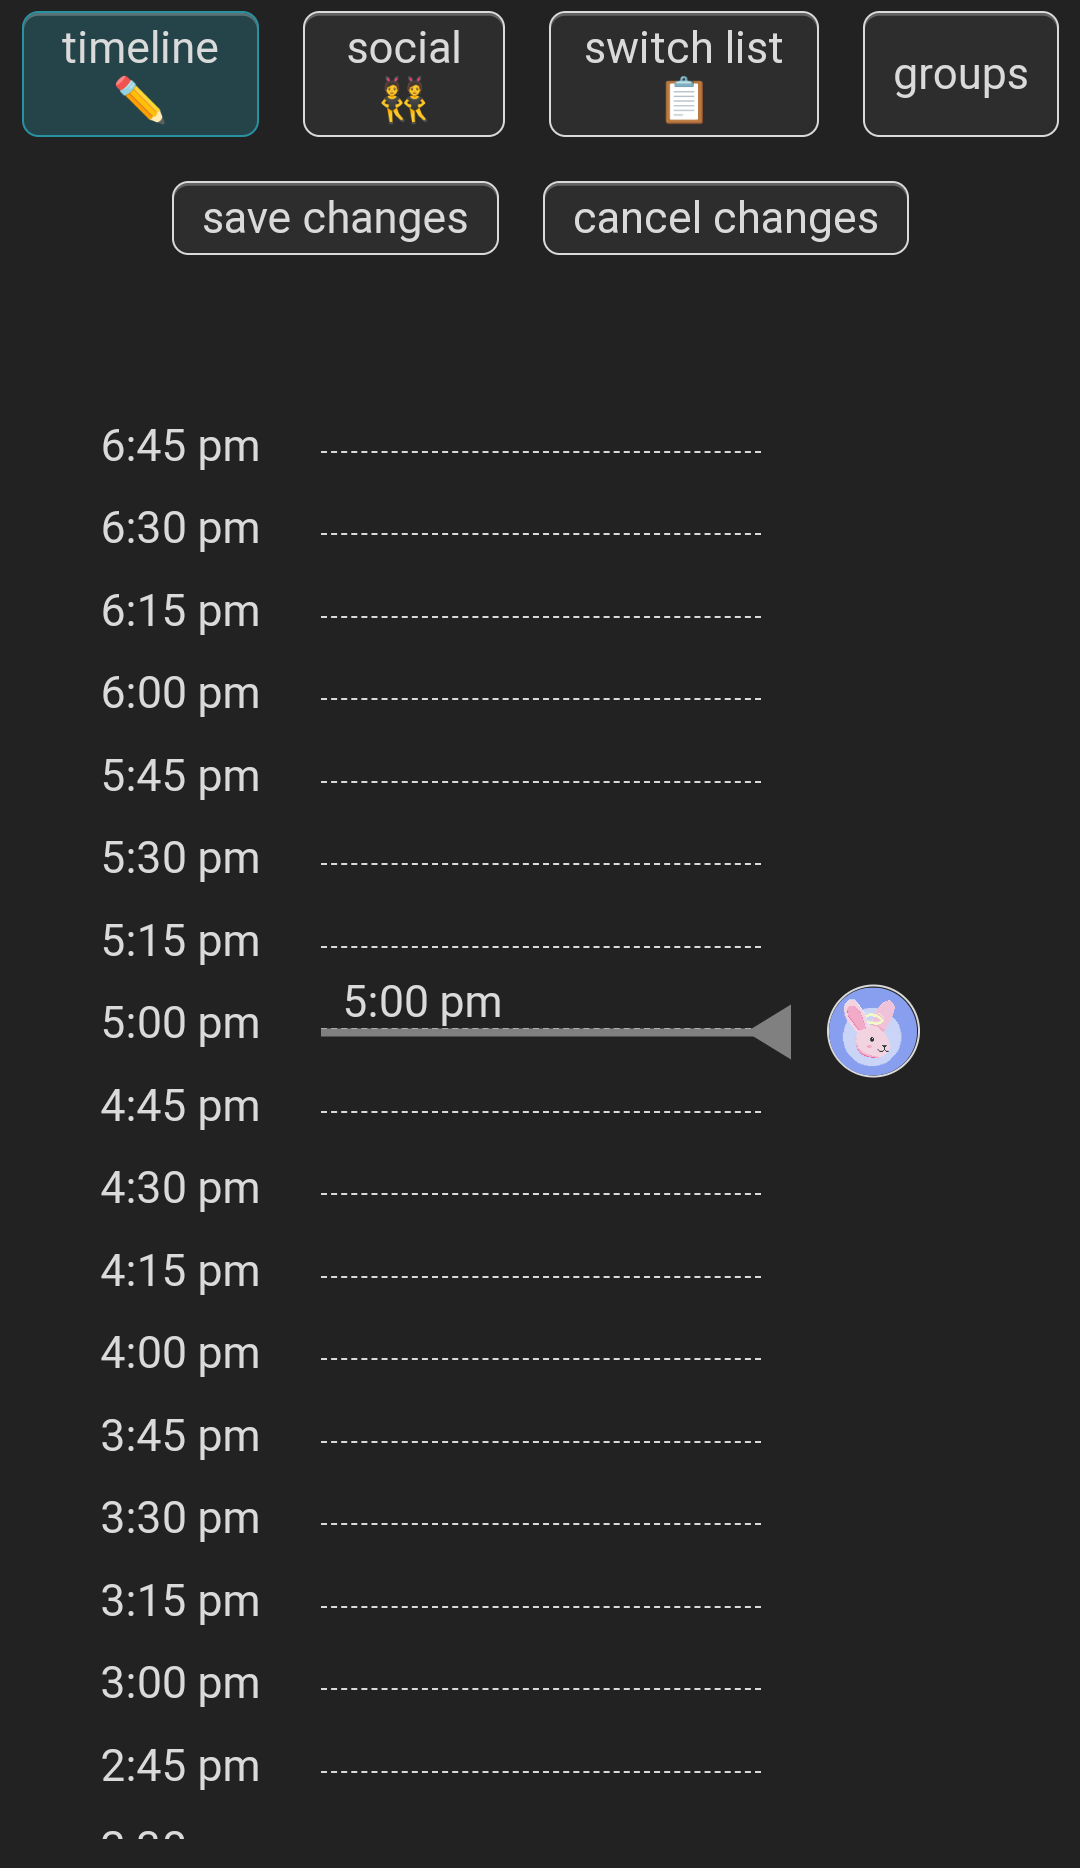 timeline
social
switch list
groups
save changes
cancel changes
6:45 pm
6:30 pm
6:15 pm
6:00 pm
5:45 pm
5:30 pm
5:15 pm
5:00 pm
5:00 pm
4:45 pm
4:30 pm
4:15 pm
4:00 pm
3:45 pm
3:30 pm
3:15 pm
3:00 pm
2:45 pm